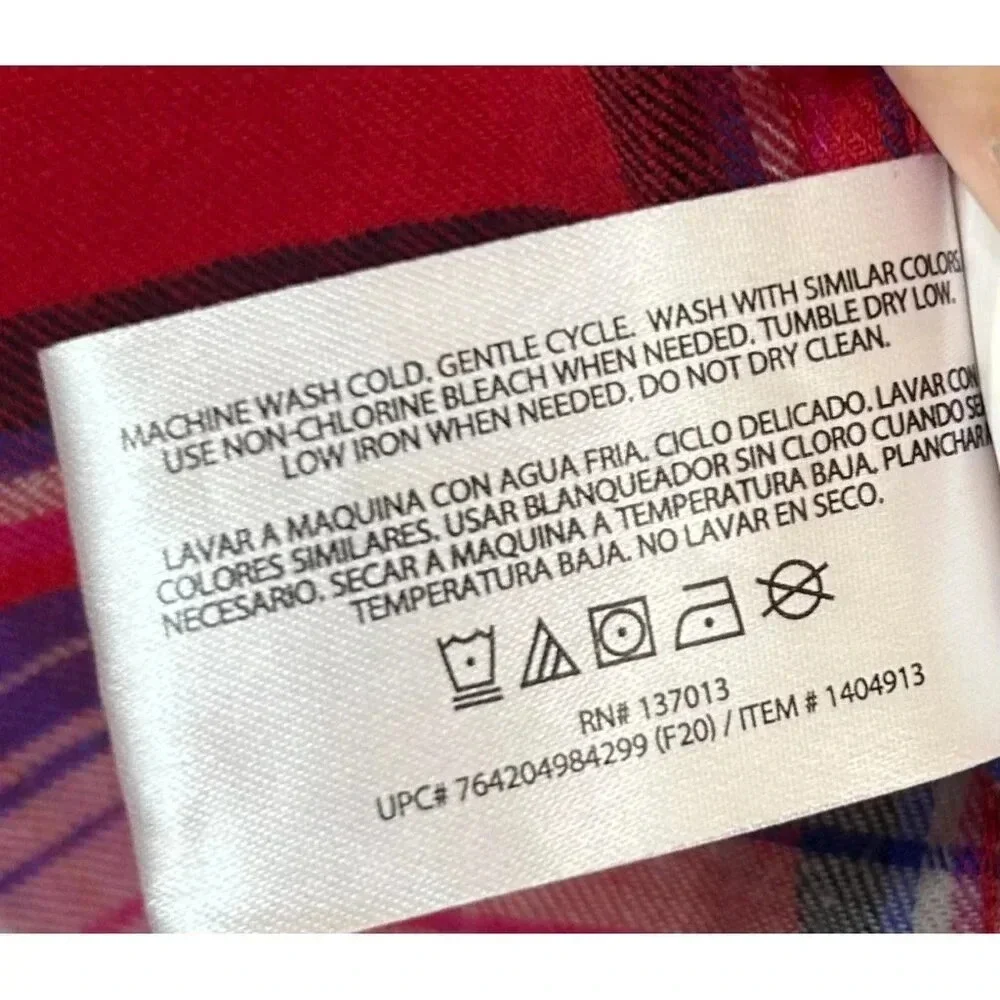 MACHINE WASH COLD. GENTLE CYCLE. WASH WITH SIMILAR COLORS.
USE NON-CHLORINE BLEACH WHEN NEEDED. TUMBLE DRY LOW.
LOW IRON WHEN NEEDED. DO NOT DRY CLEAN.
LAVAR A MAQUINA CON AGUA FRIA. CICLO DELICADO. LAVAR CON
COLORES SIMILARES. USAR BLANQUEADOR SIN CLORO CUANDO SEA
NECESARIO. SECAR A MAQUINA A TEMPERATURA BAJA. PLANCHAR A
TEMPERATURA BAJA. NO LAVAR EN SECO.
RN# 137013
UPC# 764204984299 (F20) / ITEM # 1404913